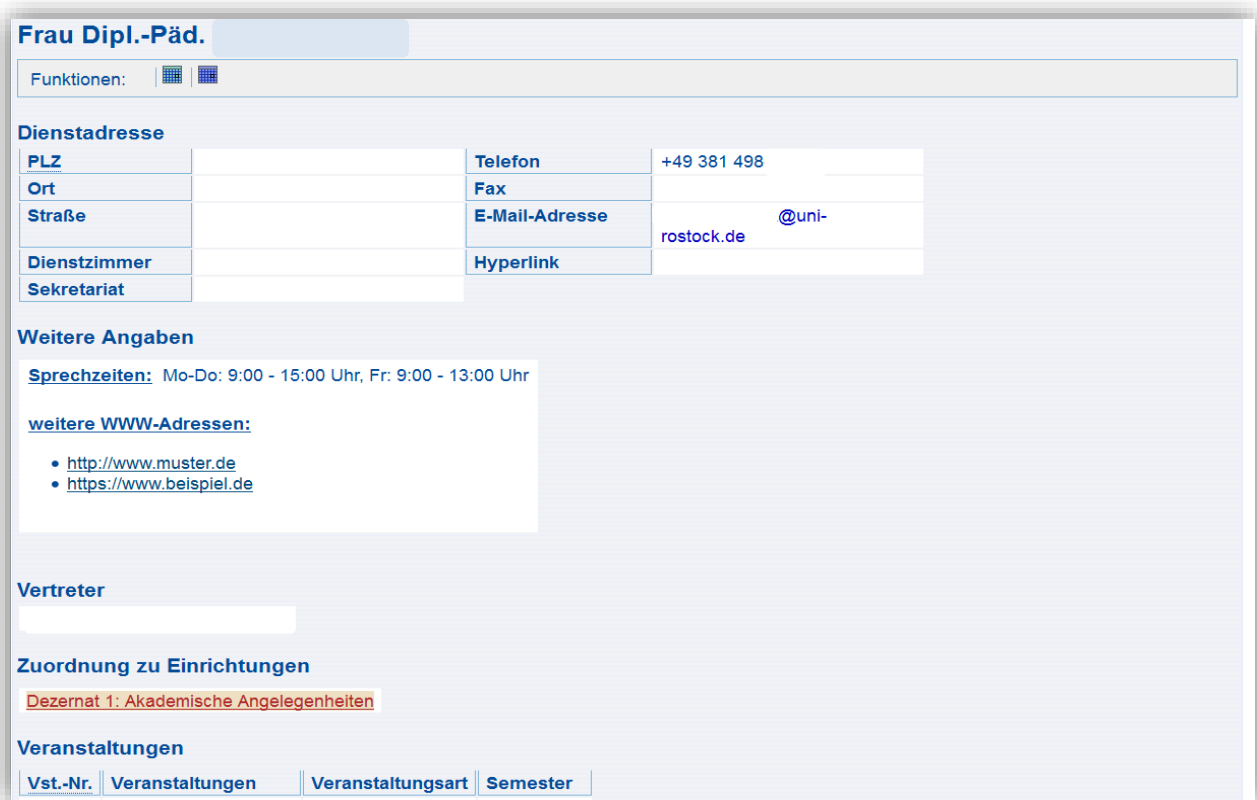 Frau Dipl.-Päd.
Funktionen:
Dienstadresse
PLZ Telefon +49 381 498
Ort Fax
Straße E-Mail-Adresse @uni-
rostock.de
Dienstzimmer Hyperlink
Sekretariat
Weitere Angaben
Sprechzeiten: Mo-Do: 9:00 - 15:00 Uhr, Fr: 9:00 - 13:00 Uhr
weitere WWW-Adressen:
• http://www.muster.de
• https://www.beispiel.de
Vertreter
Zuordnung zu Einrichtungen
Dezernat 1: Akademische Angelegenheiten
Veranstaltungen
Vst.-Nr. Veranstaltungen Veranstaltungsart Semester